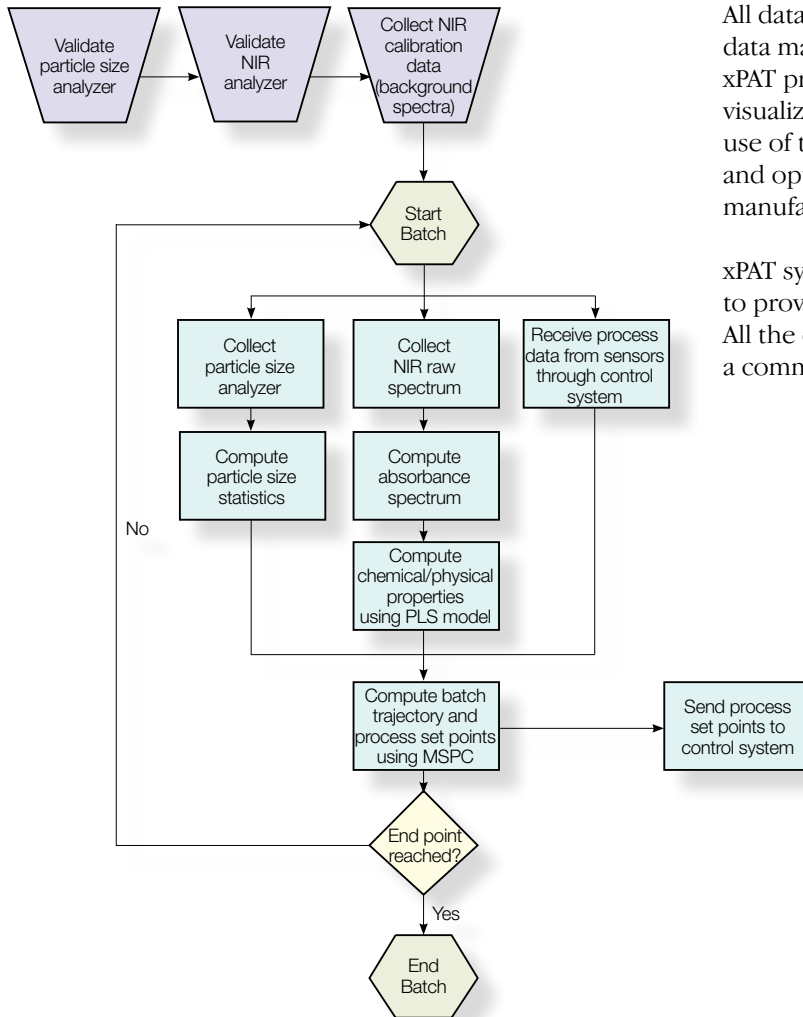 Validate
particle size
analyzer
Validate
NIR
analyzer
Collect NIR
calibration
data
(background
spectra)
Start
Batch
Collect
particle size
analyzer
Collect
NIR raw
spectrum
Receive process
data from sensors
through control
system
Compute
particle size
statistics
Compute
absorbance
spectrum
No
Compute
chemical/physical
properties
using PLS model
Compute batch
trajectory and
process set points
using MSPC
Send process
set points to
control system
End point
reached?
Yes
End
Batch
All data
data ma
xPAT pr
visualiz
use of t
and op
manufa
xPAT sy
to prov
All the
a comm